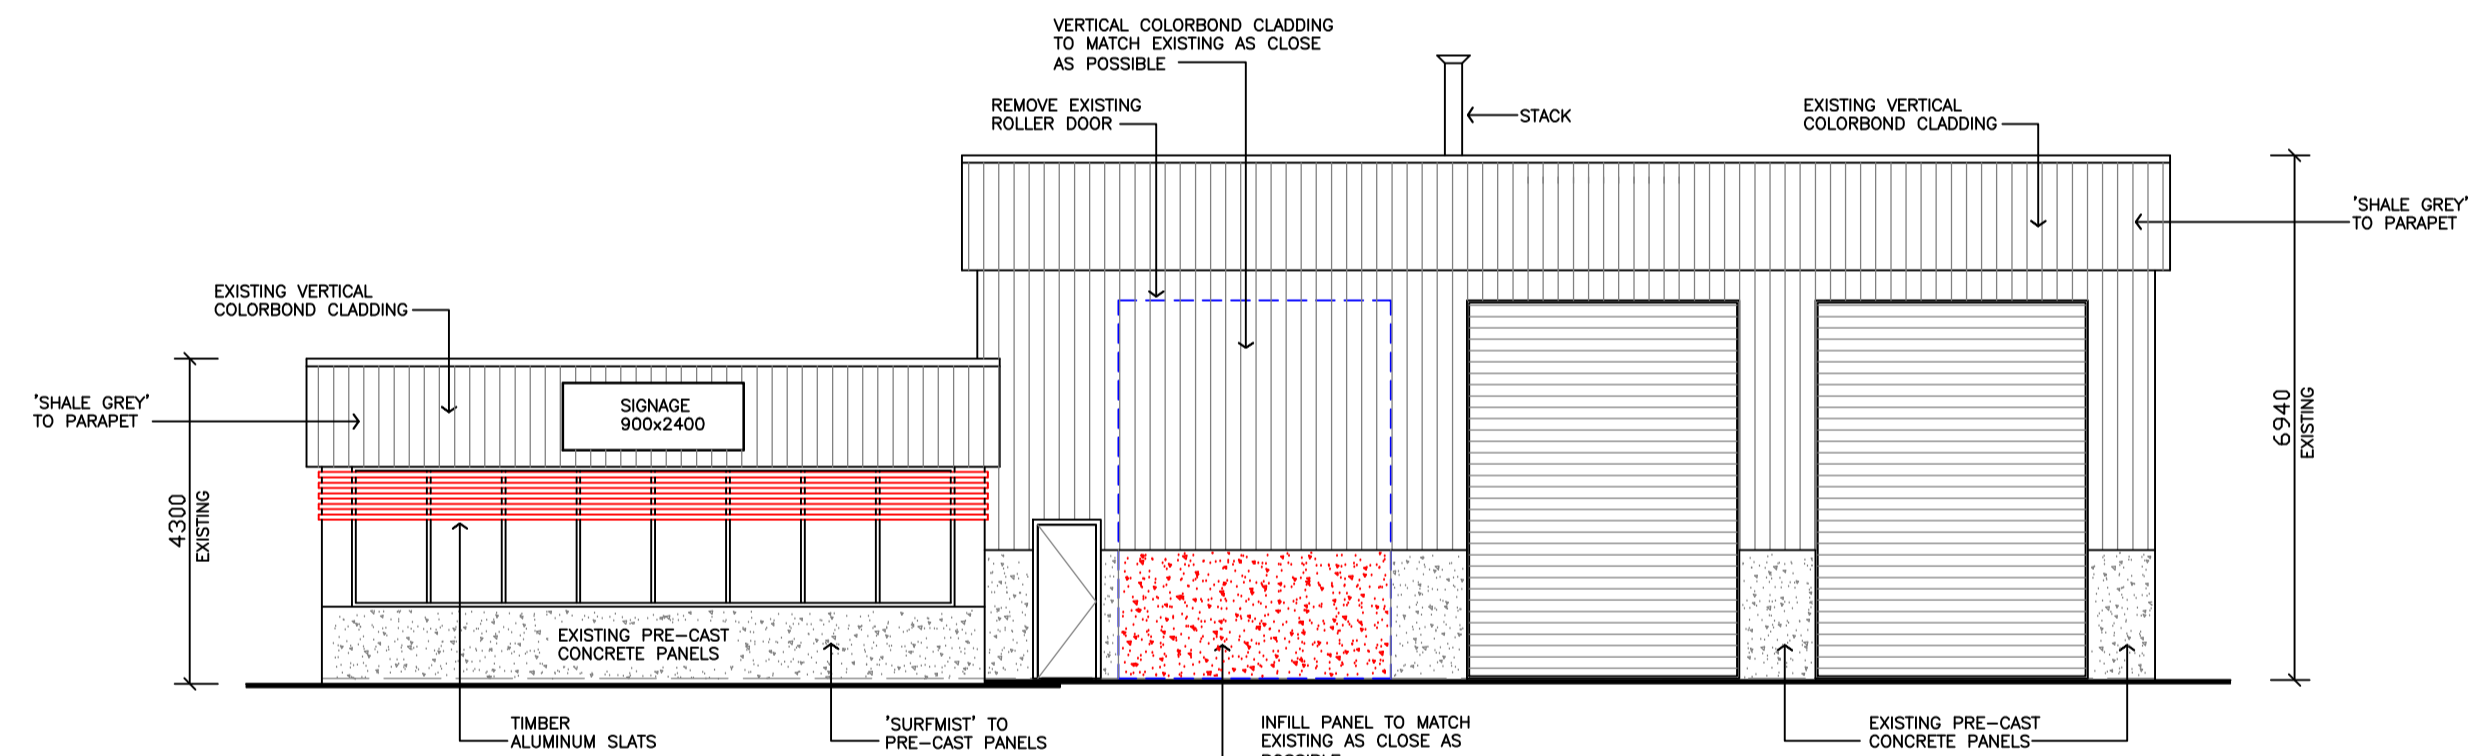 VERTICAL COLORBOND CLADDING
TO MATCH EXISTING AS CLOSE
AS POSSIBLE
REMOVE EXISTING
ROLLER DOOR
STACK
EXISTING VERTICAL
COLORBOND CLADDING
'SHALE GREY'
TO PARAPET
EXISTING VERTICAL
COLORBOND CLADDING
'SHALE GREY'
TO PARAPET
SIGNAGE
900x2400
6940
EXISTING
4300
EXISTING
EXISTING PRE-CAST
CONCRETE PANELS
TIMBER
ALUMINUM SLATS
'SURFMIST' TO
PRE-CAST PANELS
INFILL PANEL TO MATCH
EXISTING AS CLOSE AS
EXISTING PRE-CAST
CONCRETE PANELS